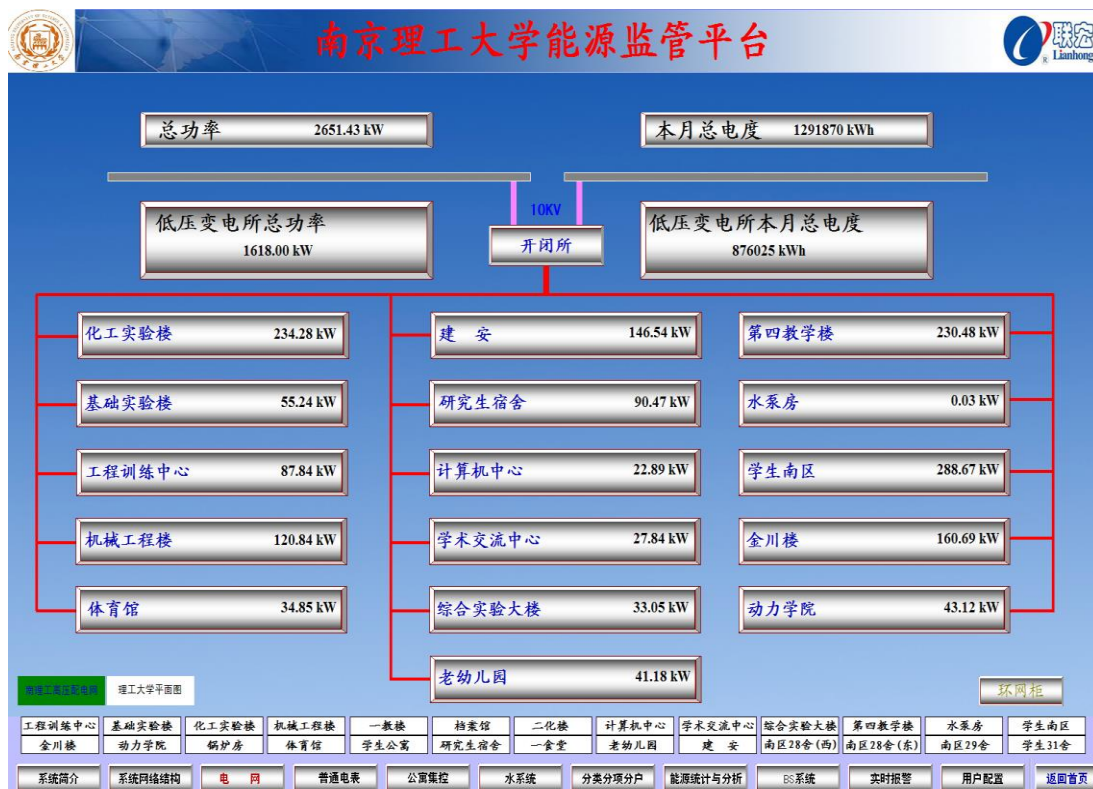 南京理工大学能源监管平台
联宏
Lianhong
总功率 2651.43 kW
本月总电度 1291870 kWh
低压变电所总功率
1618.00 kW
10KV
开闭所
低压变电所本月总电度
876025 kWh
化工实验楼 234.28 kW
建 安 146.54 kW
第四教学楼 230.48 kW
基础实验楼 55.24 kW
研究生宿舍 90.47 kW
水泵房 0.03 kW
工程训练中心 87.84 kW
计算机中心 22.89 kW
学生南区 288.67 kW
机械工程楼 120.84 kW
学术交流中心 27.84 kW
金川楼 160.69 kW
体育馆 34.85 kW
综合实验大楼 33.05 kW
动力学院 43.12 kW
老幼儿园 41.18 kW
南理工高压配电网 理工大学平面图
环网柜
工程训练中心 基础实验楼 化工实验楼 机械工程楼 一教楼 档案馆 二化楼 计算机中心 学术交流中心 综合实验大楼 第四教学楼 水泵房 学生南区
金川楼 动力学院 锅炉房 体育馆 学生公寓 研究生宿舍 一食堂 老幼儿园 建 安 南区28舍(西) 南区28舍(东) 南区29舍 学生31舍
系统简介 系统网络结构 电 网 普通电表 公寓集控 水系统 分类分项分户 能源统计与分析 BS系统 实时报警 用户配置 返回首页